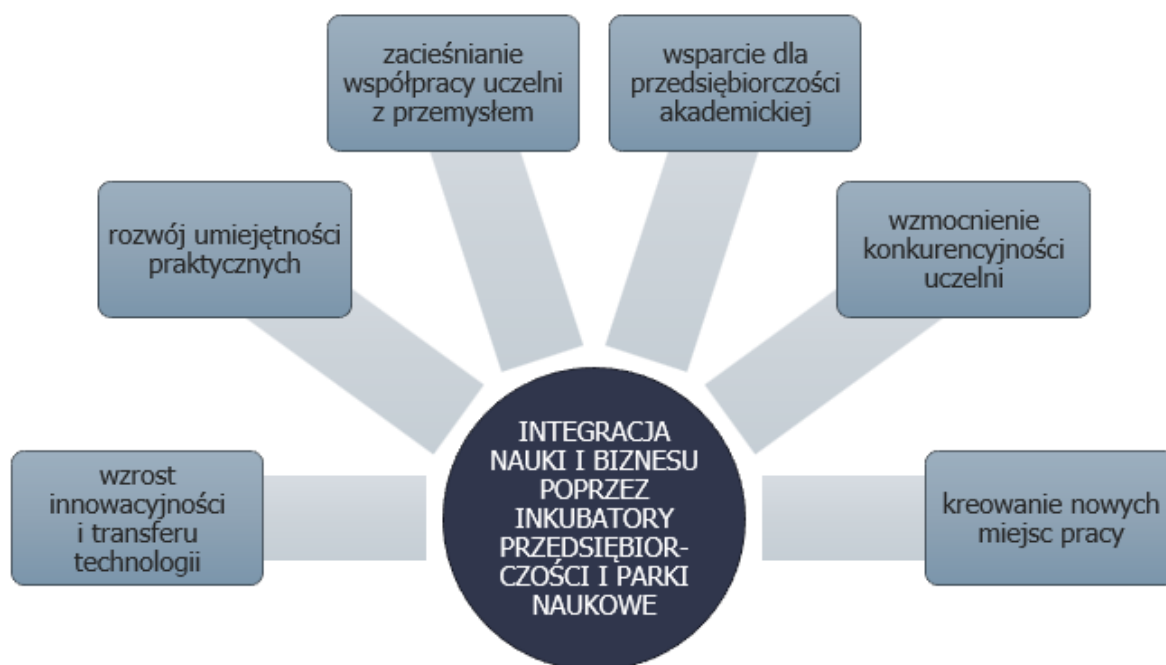 zacieśnianie
współpracy uczelni
z przemysłem
wsparcie dla
przedsiębiorczości
akademickiej
rozwój umiejętności
praktycznych
wzmocnienie
konkurencyjności
uczelni
wzrost
innowacyjności
i transferu
technologii
INTEGRACJA
NAUKI I BIZNESU
POPRZEZ
INKUBATORY
PRZEDSIĘBIOR-
CZOŚCI I PARKI
NAUKOWE
kreowanie nowych
miejsc pracy